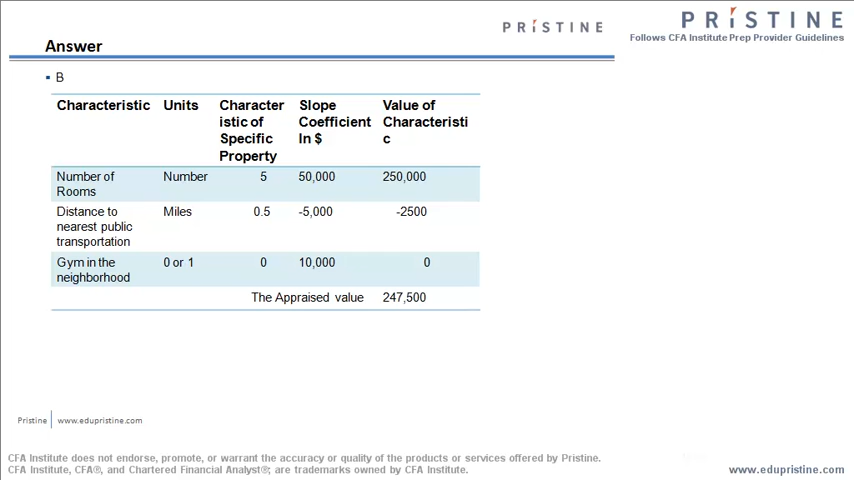 PRISTINE
PRISTINE
Follows CFA Institute Prep Provider Guidelines
Answer
B
Characteristic Units Character Slope Value of
istic of Coefficient Characteristi
Specific In $ c
Property
Number of Number 5 50,000 250,000
Rooms
Distance to Miles 0.5 -5,000 -2500
nearest public
transportation
Gym in the 0 or 1 0 10,000 0
neighborhood
The Appraised value 247,500
Pristine www.edupristine.com
CFA Institute does not endorse, promote, or warrant the accuracy or quality of the products or services offered by Pristine.
CFA Institute, CFA®, and Chartered Financial Analyst®; are trademarks owned by CFA Institute.
www.edupristine.com